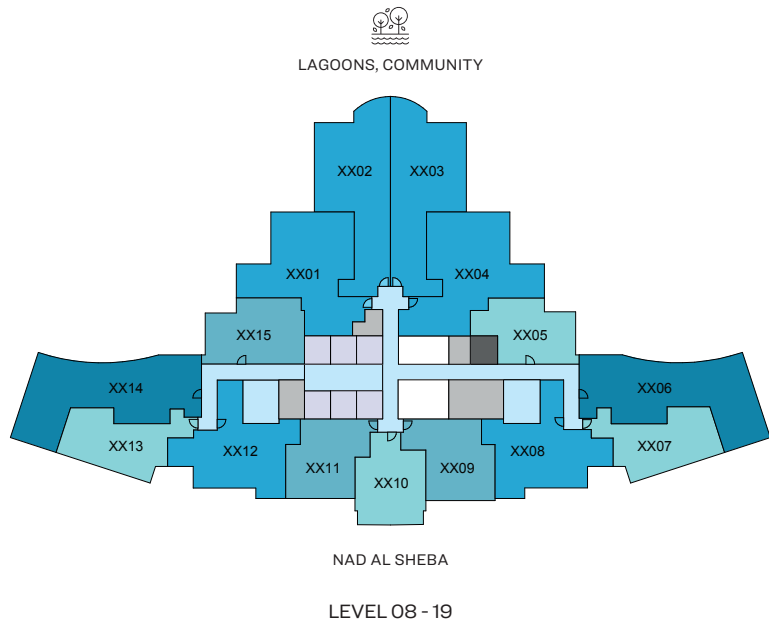 LAGOONS, COMMUNITY
XX02
XX03
XX01
XX04
XX15
XX05
XX14
XX06
XX13
XX12
XX11
XX10
XX09
XX08
XX07
NAD AL SHEBA
LEVEL 08 - 19